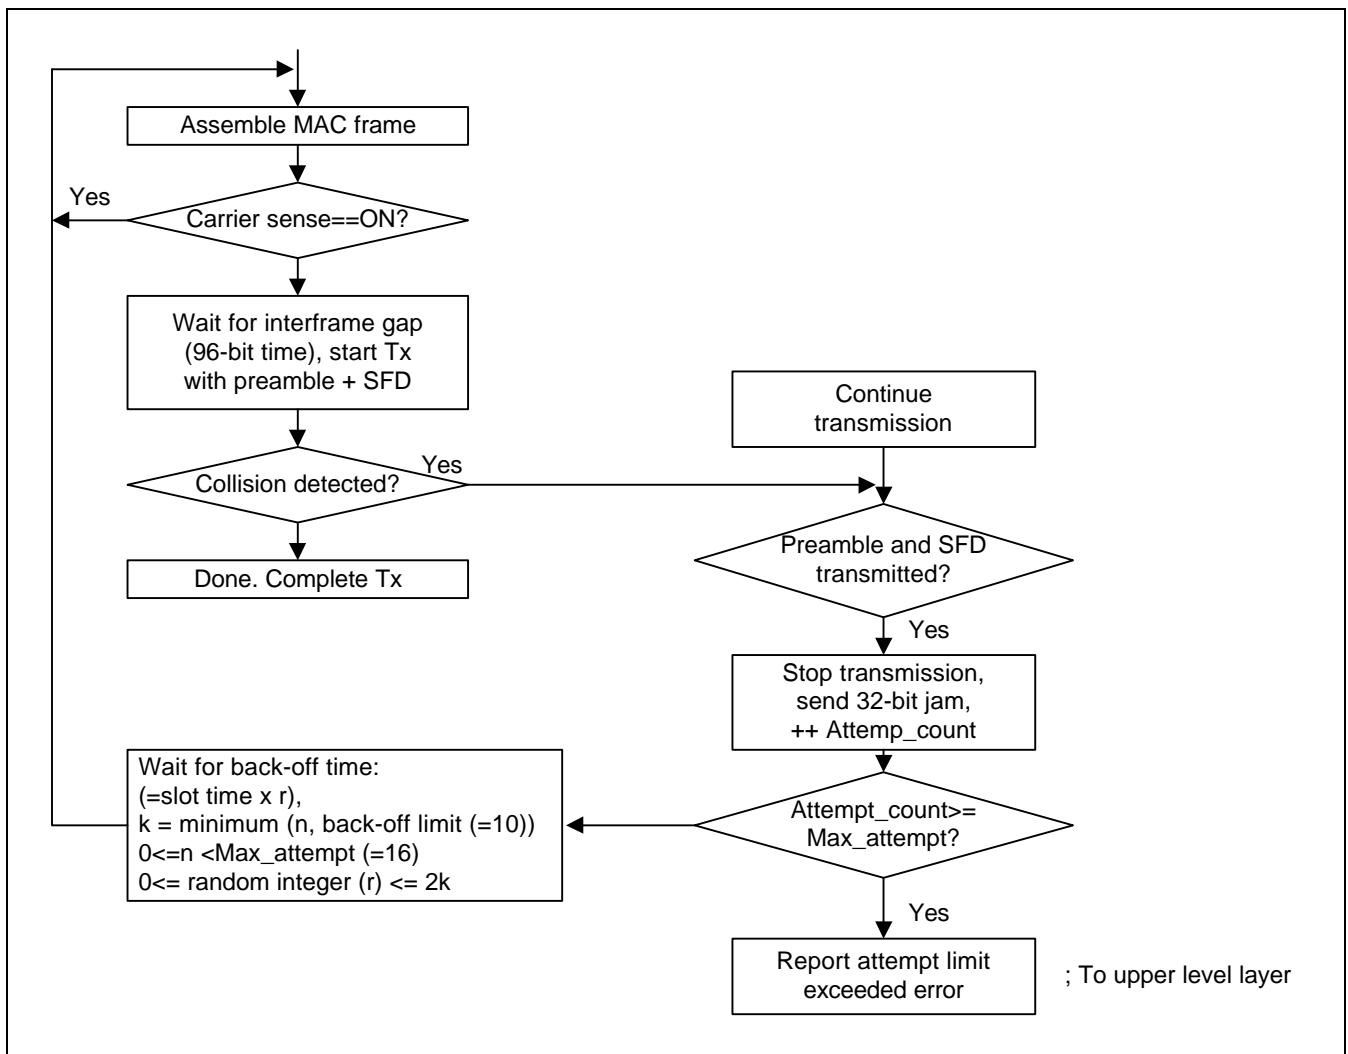 Assemble MAC frame
Yes
Carrier sense==ON?
Wait for interframe gap
(96-bit time), start Tx
with preamble + SFD
Yes
Collision detected?
Done. Complete Tx
Continue
transmission
Preamble and SFD
transmitted?
Yes
Stop transmission,
send 32-bit jam,
++ Attemp_count
Attempt_count>=
Max_attempt?
Wait for back-off time:
(=slot time x r),
k = minimum (n, back-off limit (=10))
0<=n <Max_attempt (=16)
0<= random integer (r) <= 2k
Yes
Report attempt limit
exceeded error
; To upper level layer